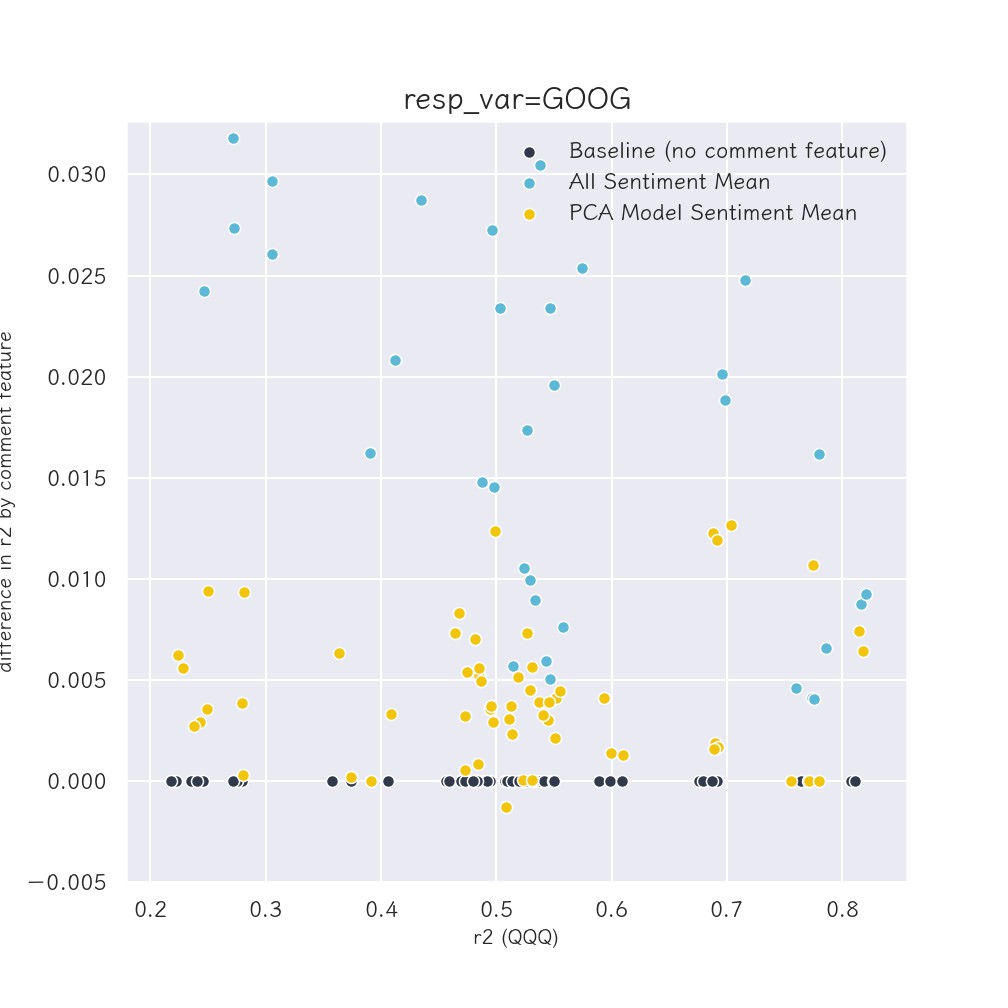 resp_var=GOOG
Baseline (no comment feature)
All Sentiment Mean
PCA Model Sentiment Mean
difference in r2 by comment feature
0.030
0.025
0.020
0.015
0.010
0.005
0.000
−0.005
0.2 0.3 0.4 0.5 0.6 0.7 0.8
r2 (QQQ)